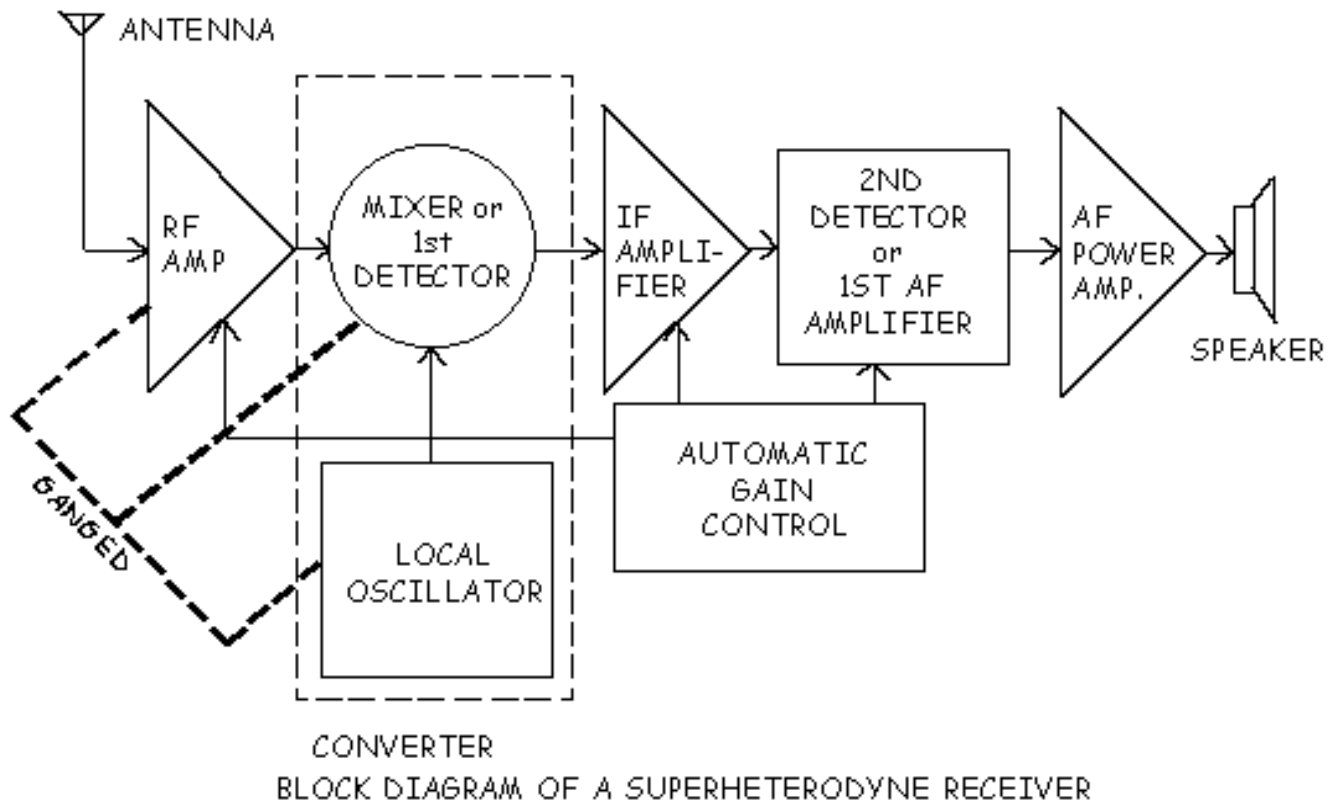 ANTENNA
RF
AMP
MIXER or
1st
DETECTOR
IF
AMPLI-
FIER
2ND
DETECTOR
or
1ST AF
AMPLIFIER
AF
POWER
AMP.
SPEAKER
GANGED
LOCAL
OSCILLATOR
AUTOMATIC
GAIN
CONTROL
CONVERTER
BLOCK DIAGRAM OF A SUPERHETERODYNE RECEIVER